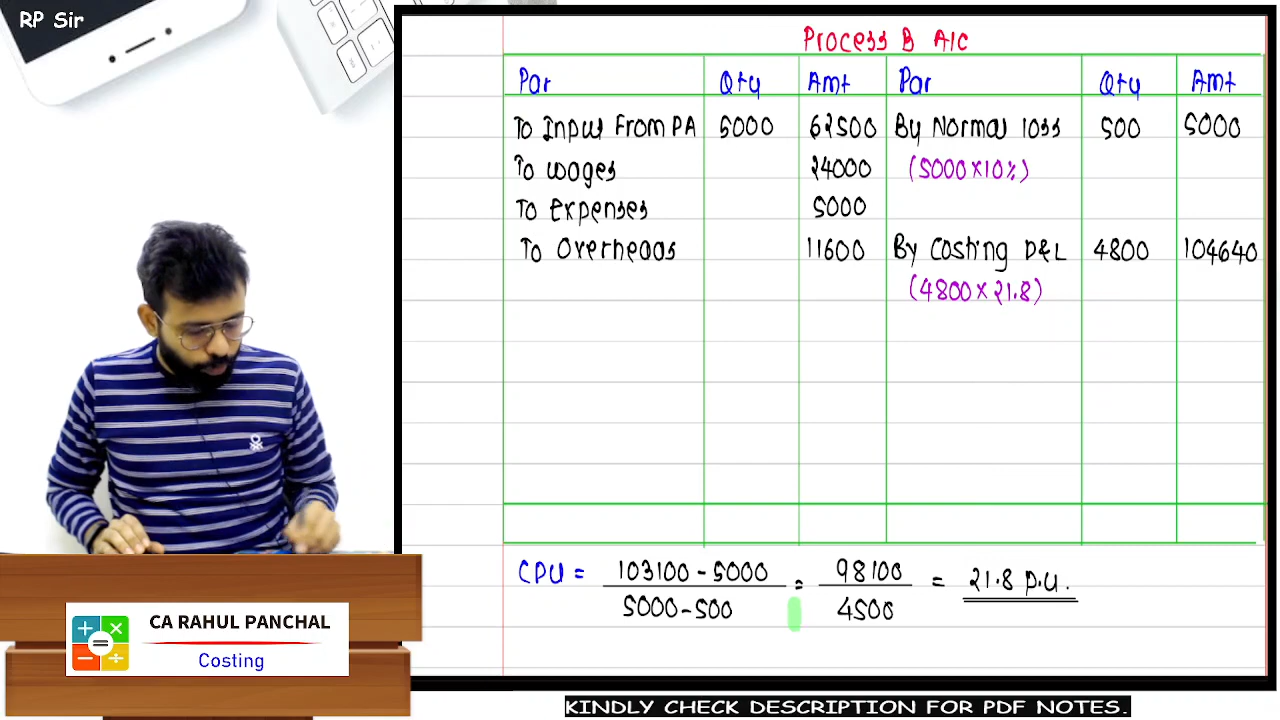 RP Sir
Process B A/c
Par Qty Amt Par Qty Amt
To Input From PA 5000 62500 By Normal loss 500 5000
To wages 24000 (5000×10%)
To Expenses 5000
To Overheads 11600 By Costing P&L 4800 104640
(4800×21.8)
CPU = 103100 - 5000 = 98100 = 21.8 P.U.
5000 - 500 4500
CA RAHUL PANCHAL
Costing
KINDLY CHECK DESCRIPTION FOR PDF NOTES.